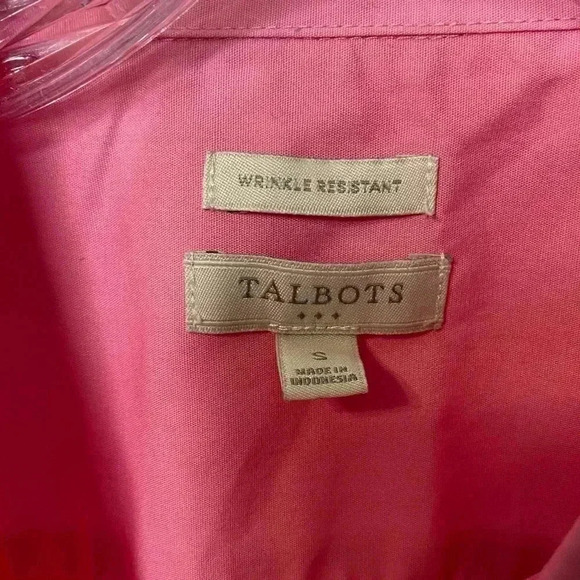 WRINKLE RESISTANT
TALBOTS
S
MADE IN
INDONESIA